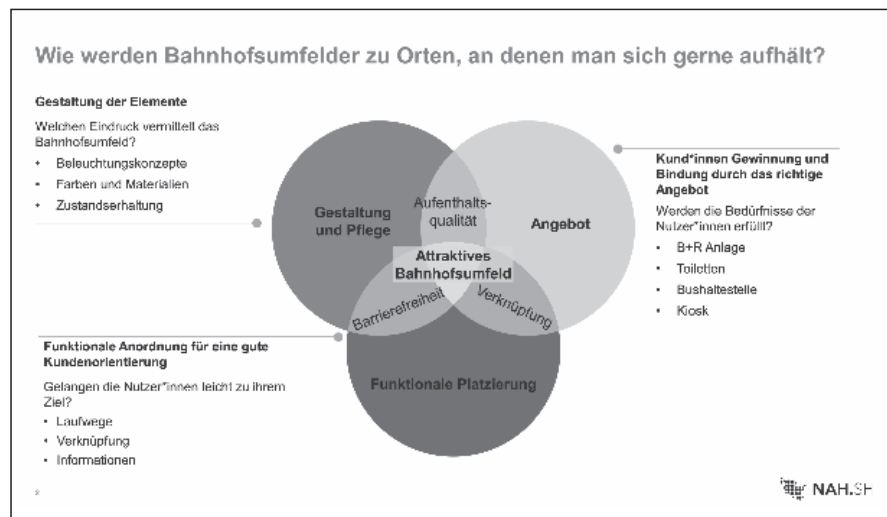 Wie werden Bahnhofsumfelder zu Orten, an denen man sich gerne aufhält?
Gestaltung der Elemente
Welchen Eindruck vermittelt das
Bahnhofsumfeld?
• Beleuchtungskonzepte
• Farben und Materialien
• Zustandserhaltung
Gestaltung
und Pflege
Aufenthalts-
qualität
Angebot
Attraktives
Bahnhofsumfeld
Barrierefreiheit
Verknüpfung
Funktionale Platzierung
Kund*innen Gewinnung und
Bindung durch das richtige
Angebot
Werden die Bedürfnisse der
Nutzer*innen erfüllt?
• B+R Anlage
• Toiletten
• Bushaltestelle
• Kiosk
Funktionale Anordnung für eine gute
Kundenorientierung
Gelangen die Nutzer*innen leicht zu ihrem
Ziel?
• Laufwege
• Verknüpfung
• Informationen
NAH.SH